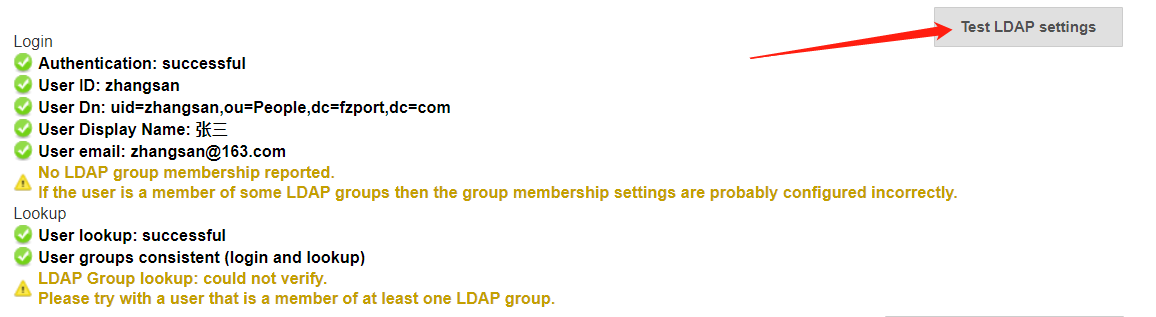 Test LDAP settings
Login
Authentication: successful
User ID: zhangsan
User Dn: uid=zhangsan,ou=People,dc=fzport,dc=com
User Display Name: 张三
User email: zhangsan@163.com
No LDAP group membership reported.
If the user is a member of some LDAP groups then the group membership settings are probably configured incorrectly.
Lookup
User lookup: successful
User groups consistent (login and lookup)
LDAP Group lookup: could not verify.
Please try with a user that is a member of at least one LDAP group.